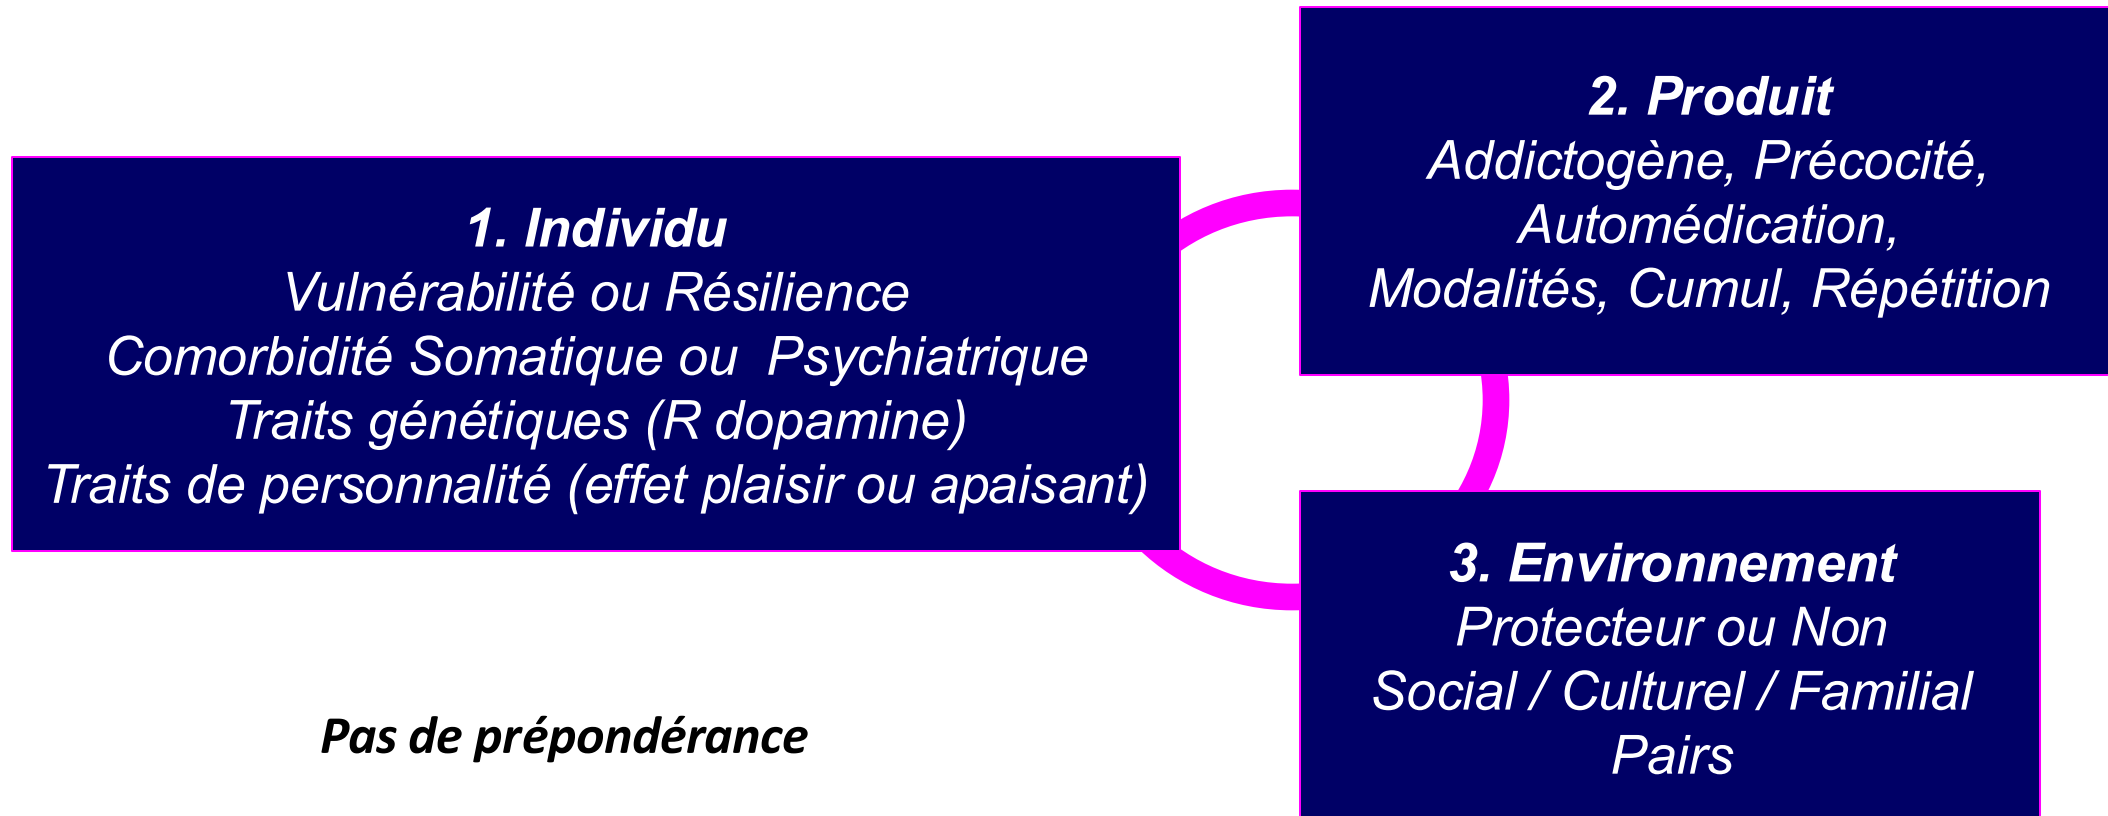 1. Individu
Vulnérabilité ou Résilience
Comorbidité Somatique ou  Psychiatrique
Traits génétiques (R dopamine)
Traits de personnalité (effet plaisir ou apaisant)
2. Produit
Addictogène, Précocité,
Automédication,
Modalités, Cumul, Répétition
3. Environnement
Protecteur ou Non
Social / Culturel / Familial
Pairs
Pas de prépondérance